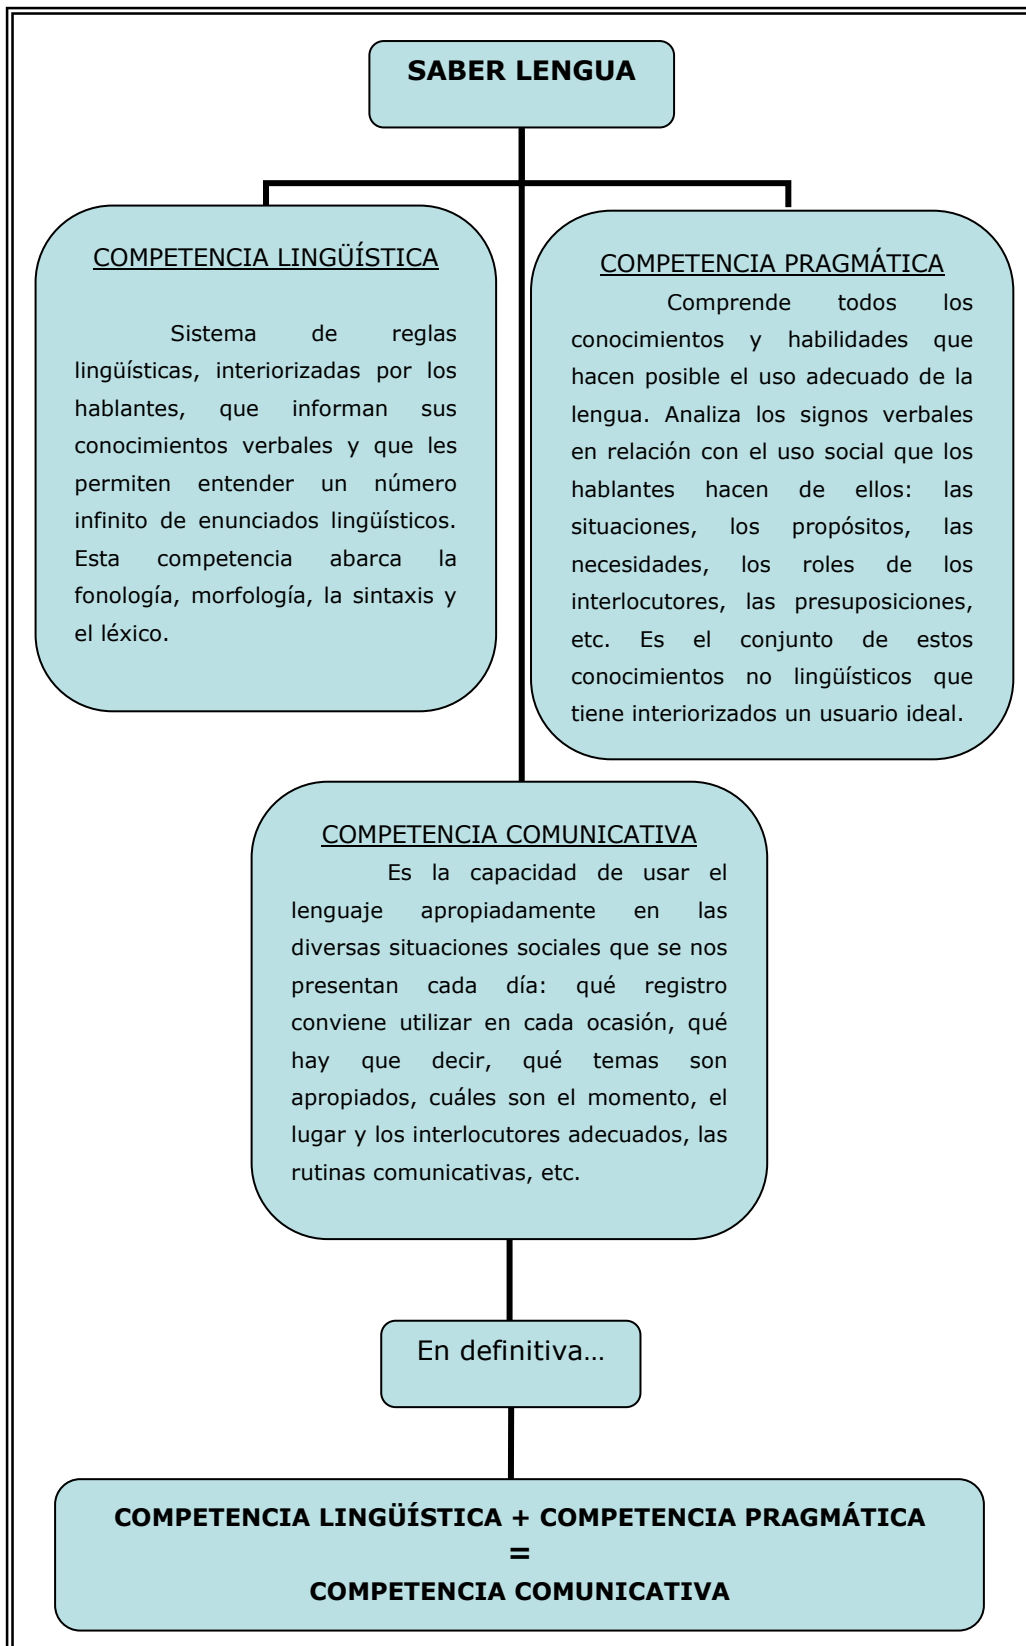 SABER LENGUA
COMPETENCIA LINGÜÍSTICA
Sistema de reglas
lingüísticas, interiorizadas por los
hablantes, que informan sus
conocimientos verbales y que les
permiten entender un número
infinito de enunciados lingüísticos.
Esta competencia abarca la
fonología, morfología, la sintaxis y
el léxico.
COMPETENCIA PRAGMÁTICA
Comprende todos los
conocimientos y habilidades que
hacen posible el uso adecuado de la
lengua. Analiza los signos verbales
en relación con el uso social que los
hablantes hacen de ellos: las
situaciones, los propósitos, las
necesidades, los roles de los
interlocutores, las presuposiciones,
etc. Es el conjunto de estos
conocimientos no lingüísticos que
tiene interiorizados un usuario ideal.
COMPETENCIA COMUNICATIVA
Es la capacidad de usar el
lenguaje apropiadamente en las
diversas situaciones sociales que se nos
presentan cada día: qué registro
conviene utilizar en cada ocasión, qué
hay que decir, qué temas son
apropiados, cuáles son el momento, el
lugar y los interlocutores adecuados, las
rutinas comunicativas, etc.
En definitiva…
COMPETENCIA LINGÜÍSTICA + COMPETENCIA PRAGMÁTICA
=
COMPETENCIA COMUNICATIVA